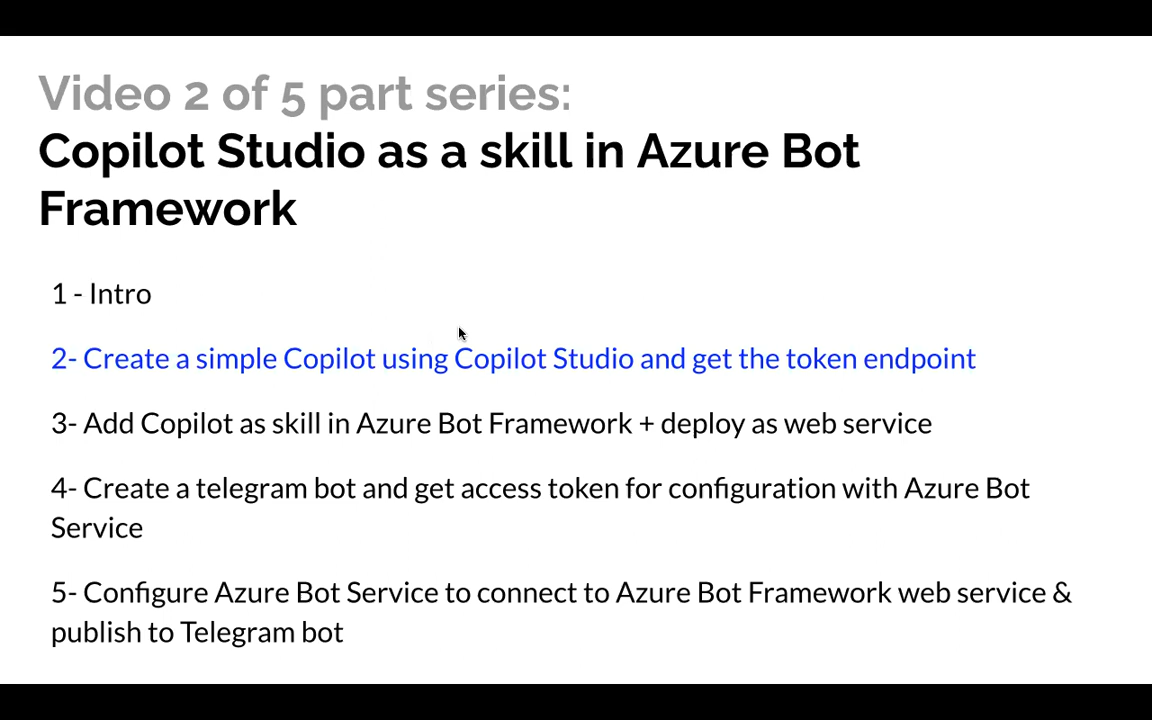 Video 2 of 5 part series:
Copilot Studio as a skill in Azure Bot
Framework
1 - Intro
2- Create a simple Copilot using Copilot Studio and get the token endpoint
3- Add Copilot as skill in Azure Bot Framework + deploy as web service
4- Create a telegram bot and get access token for configuration with Azure Bot
Service
5- Configure Azure Bot Service to connect to Azure Bot Framework web service &
publish to Telegram bot